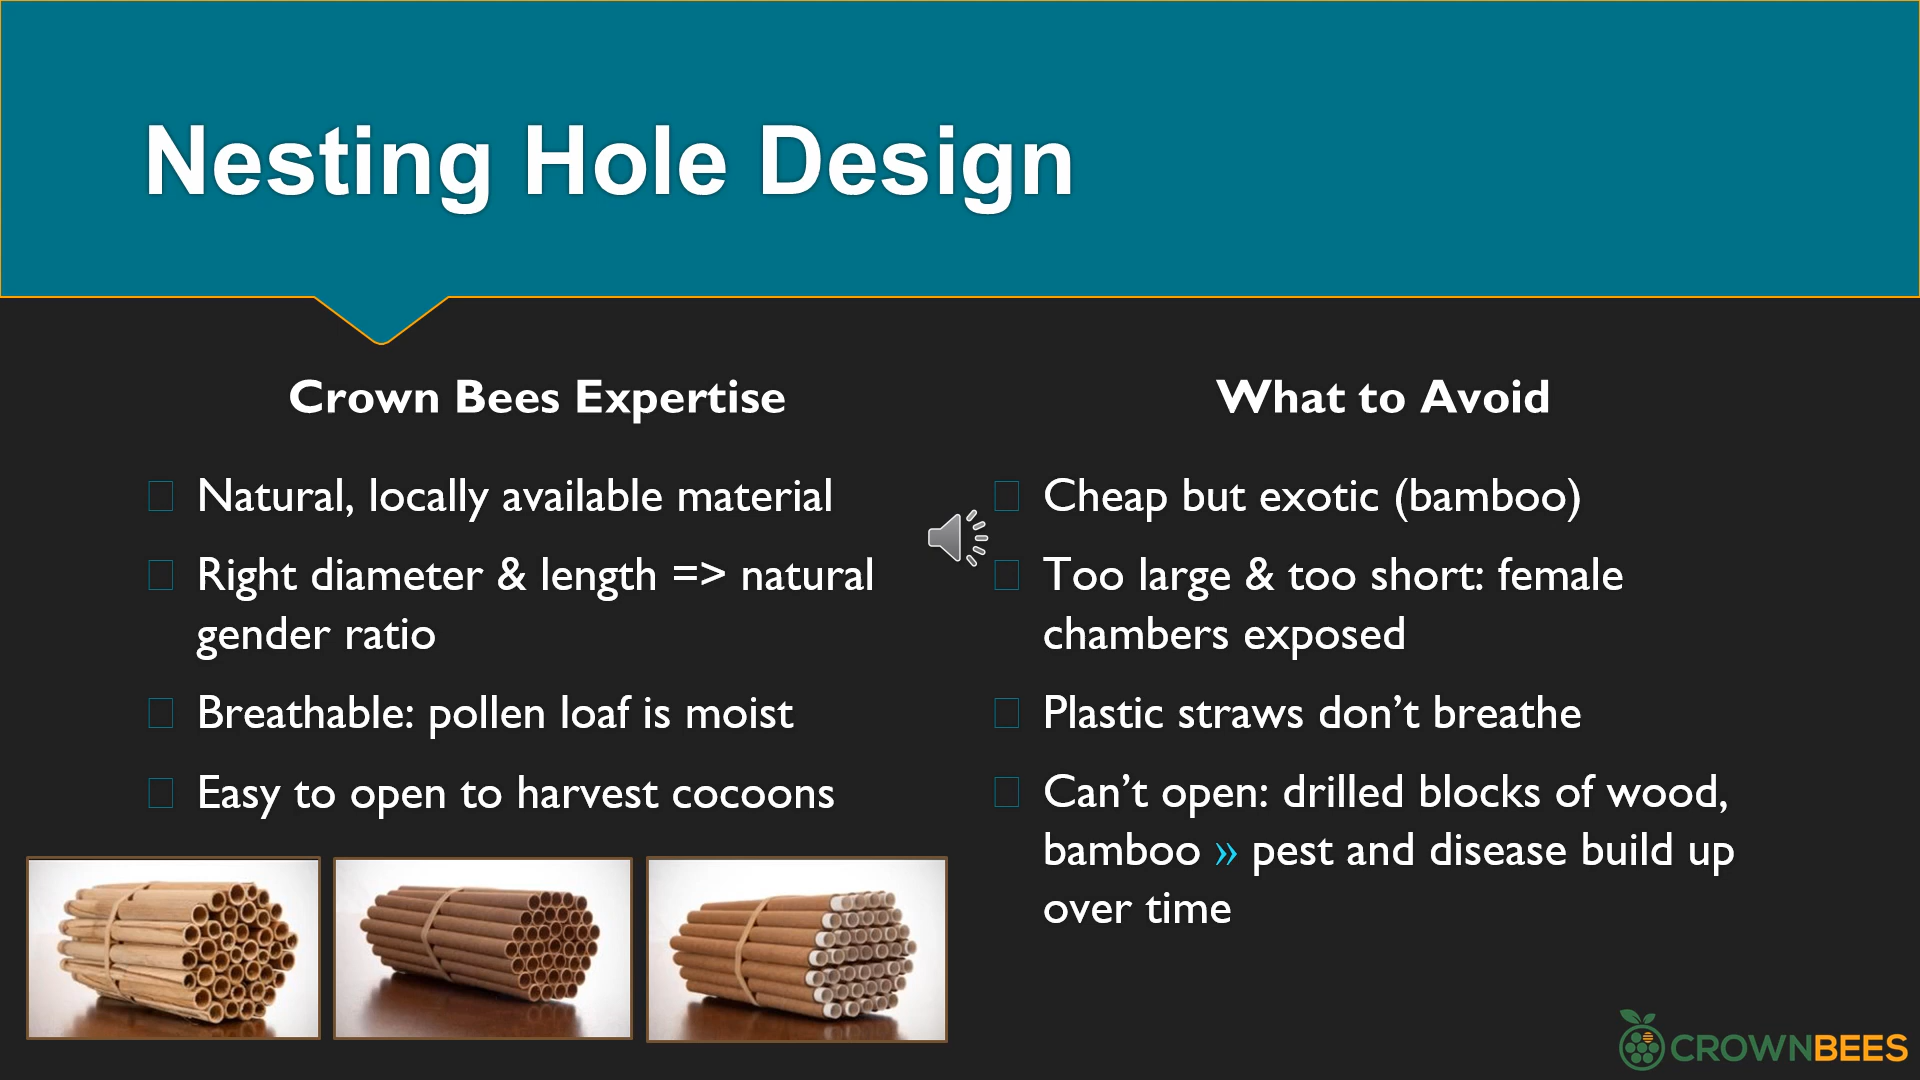 Nesting Hole Design
Crown Bees Expertise
Natural, locally available material
Right diameter & length => natural
gender ratio
Breathable: pollen loaf is moist
Easy to open to harvest cocoons
What to Avoid
Cheap but exotic (bamboo)
Too large & too short: female
chambers exposed
Plastic straws don’t breathe
Can’t open: drilled blocks of wood,
bamboo » pest and disease build up
over time
CROWNBEES